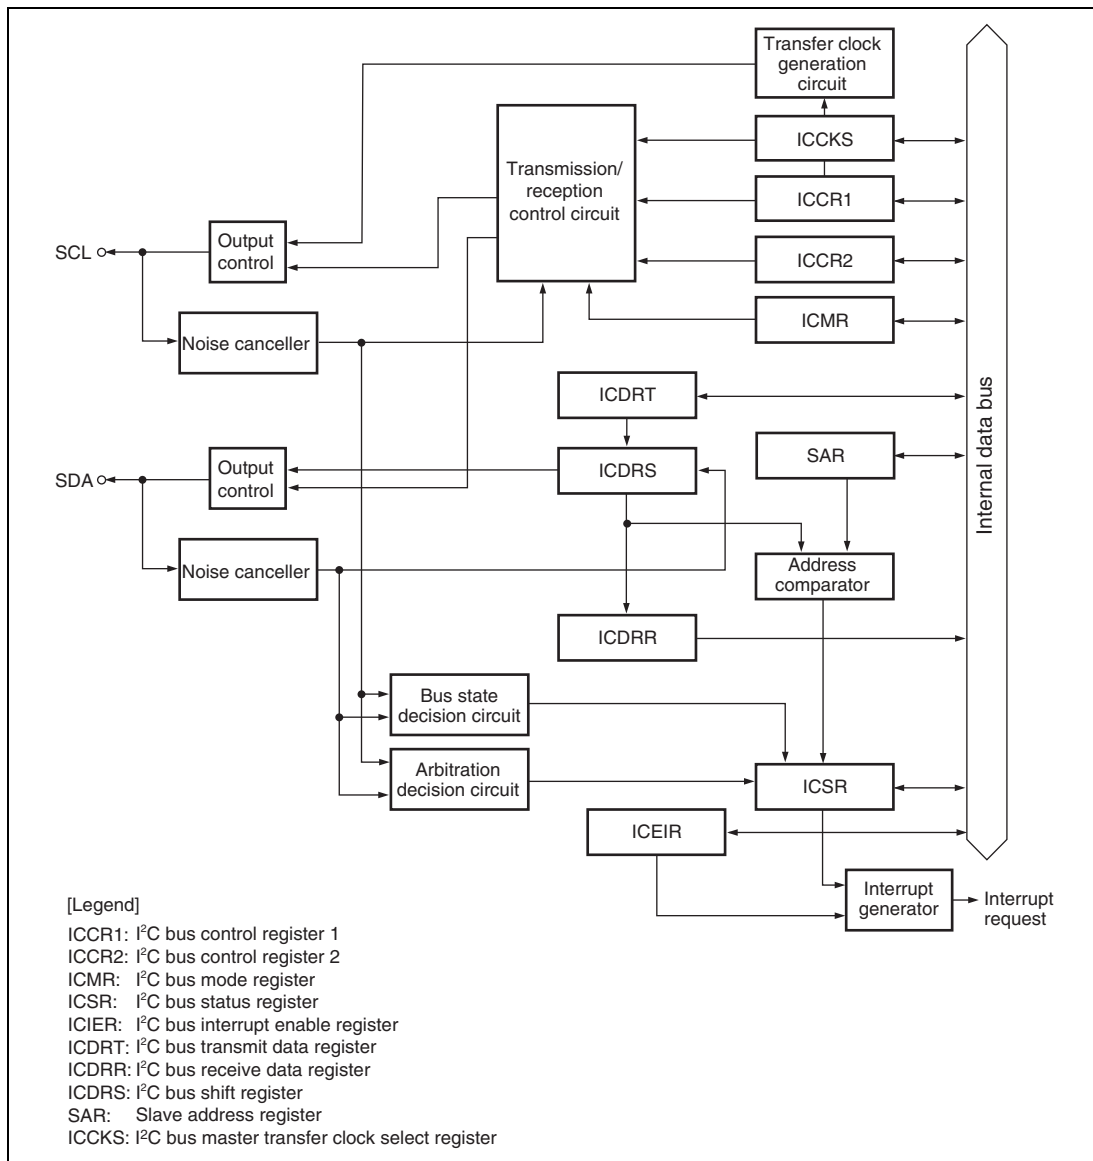 Transfer clock
generation
circuit
ICCKS
Transmission/
reception
control circuit
ICCR1
SCL
Output
control
ICCR2
ICMR
Noise canceller
ICDRT
Internal data bus
SDA
Output
control
ICDRS
SAR
Noise canceller
Address
comparator
ICDRR
Bus state
decision circuit
Arbitration
decision circuit
ICSR
ICEIR
Interrupt
generator
Interrupt
request
[Legend]
ICCR1: I²C bus control register 1
ICCR2: I²C bus control register 2
ICMR: I²C bus mode register
ICSR: I²C bus status register
ICIER: I²C bus interrupt enable register
ICDRT: I²C bus transmit data register
ICDRR: I²C bus receive data register
ICDRS: I²C bus shift register
SAR: Slave address register
ICCKS: I²C bus master transfer clock select register